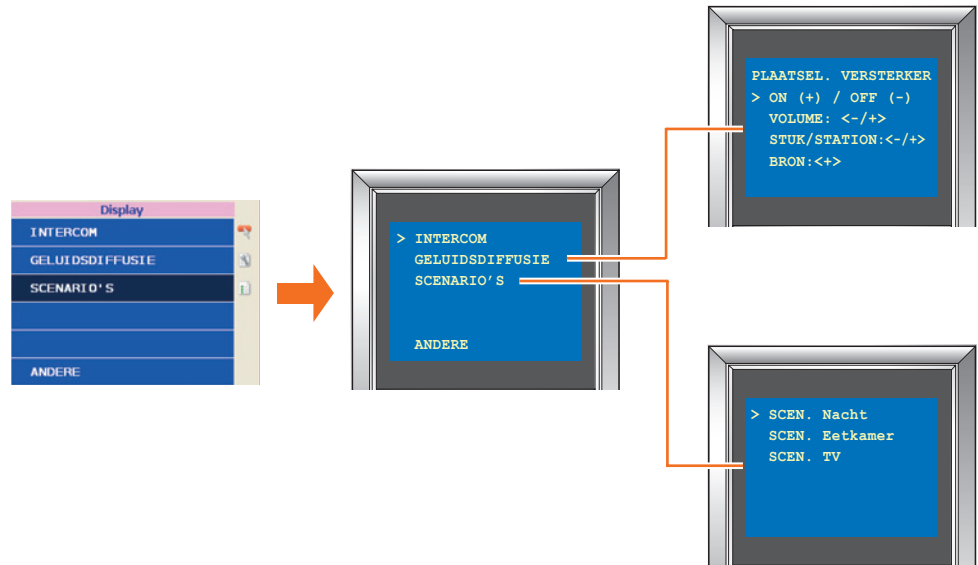 Display
INTERCOM
GELUIDSDIFFUSIE
SCENARIO'S
ANDERE
> INTERCOM
GELUIDSDIFFUSIE
SCENARIO’S
ANDERE
PLAATSEL. VERSTERKER
> ON (+) / OFF (-)
VOLUME: <-/+>
STUK/STATION:<-/+>
BRON:<+>
> SCEN. Nacht
SCEN. Eetkamer
SCEN. TV